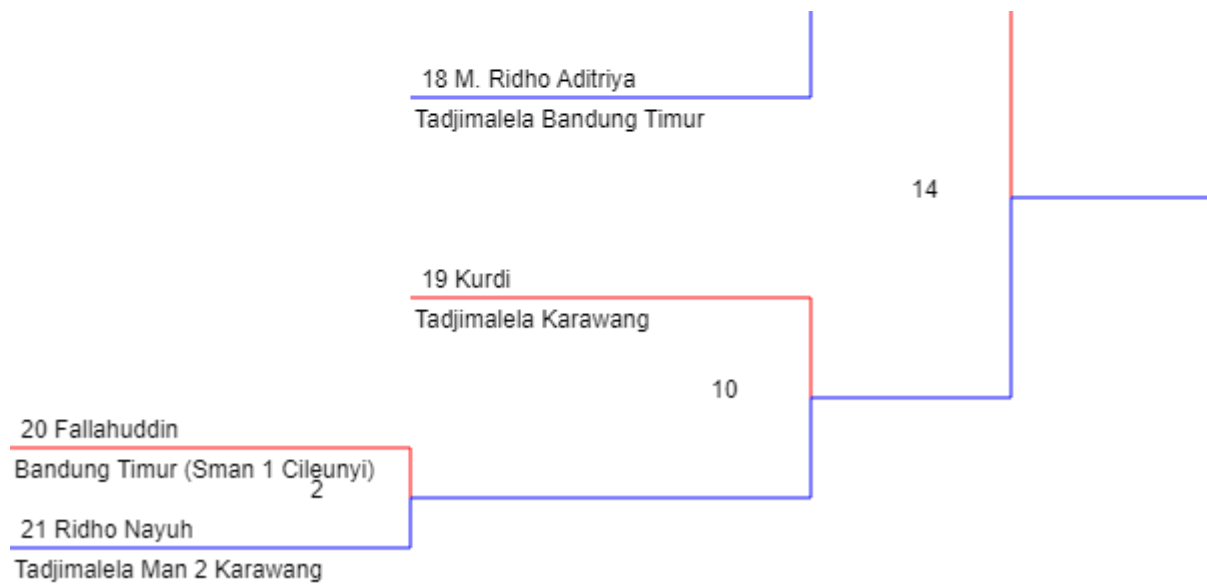 18 M. Ridho Aditriya
Tadjimalela Bandung Timur
14
19 Kurdi
Tadjimalela Karawang
10
20 Fallahuddin
Bandung Timur (Sman 1 Cileunyi)
2
21 Ridho Nayuh
Tadjimalela Man 2 Karawang